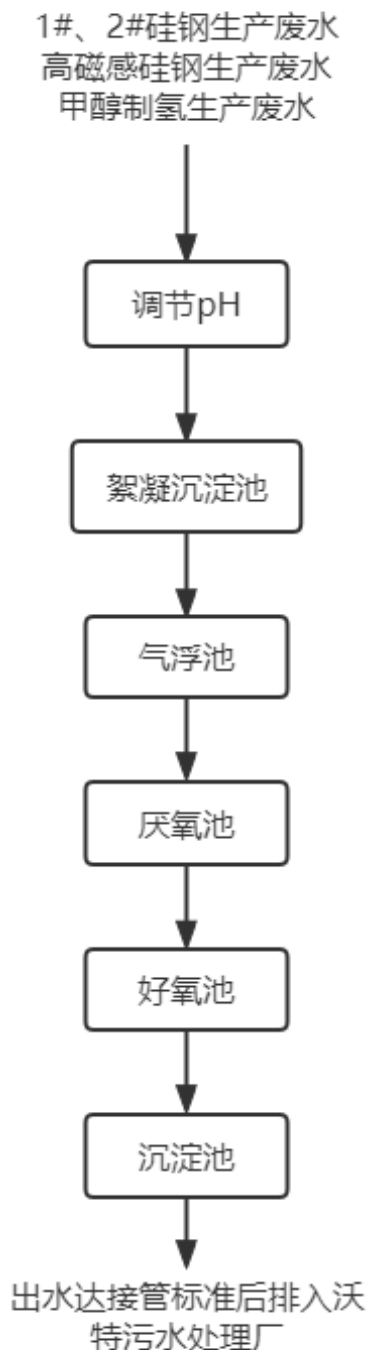 1#、2#硅钢生产废水
高磁感硅钢生产废水
甲醇制氢生产废水
调节pH
絮凝沉淀池
气浮池
厌氧池
好氧池
沉淀池
出水达接管标准后排入沃
特污水处理厂